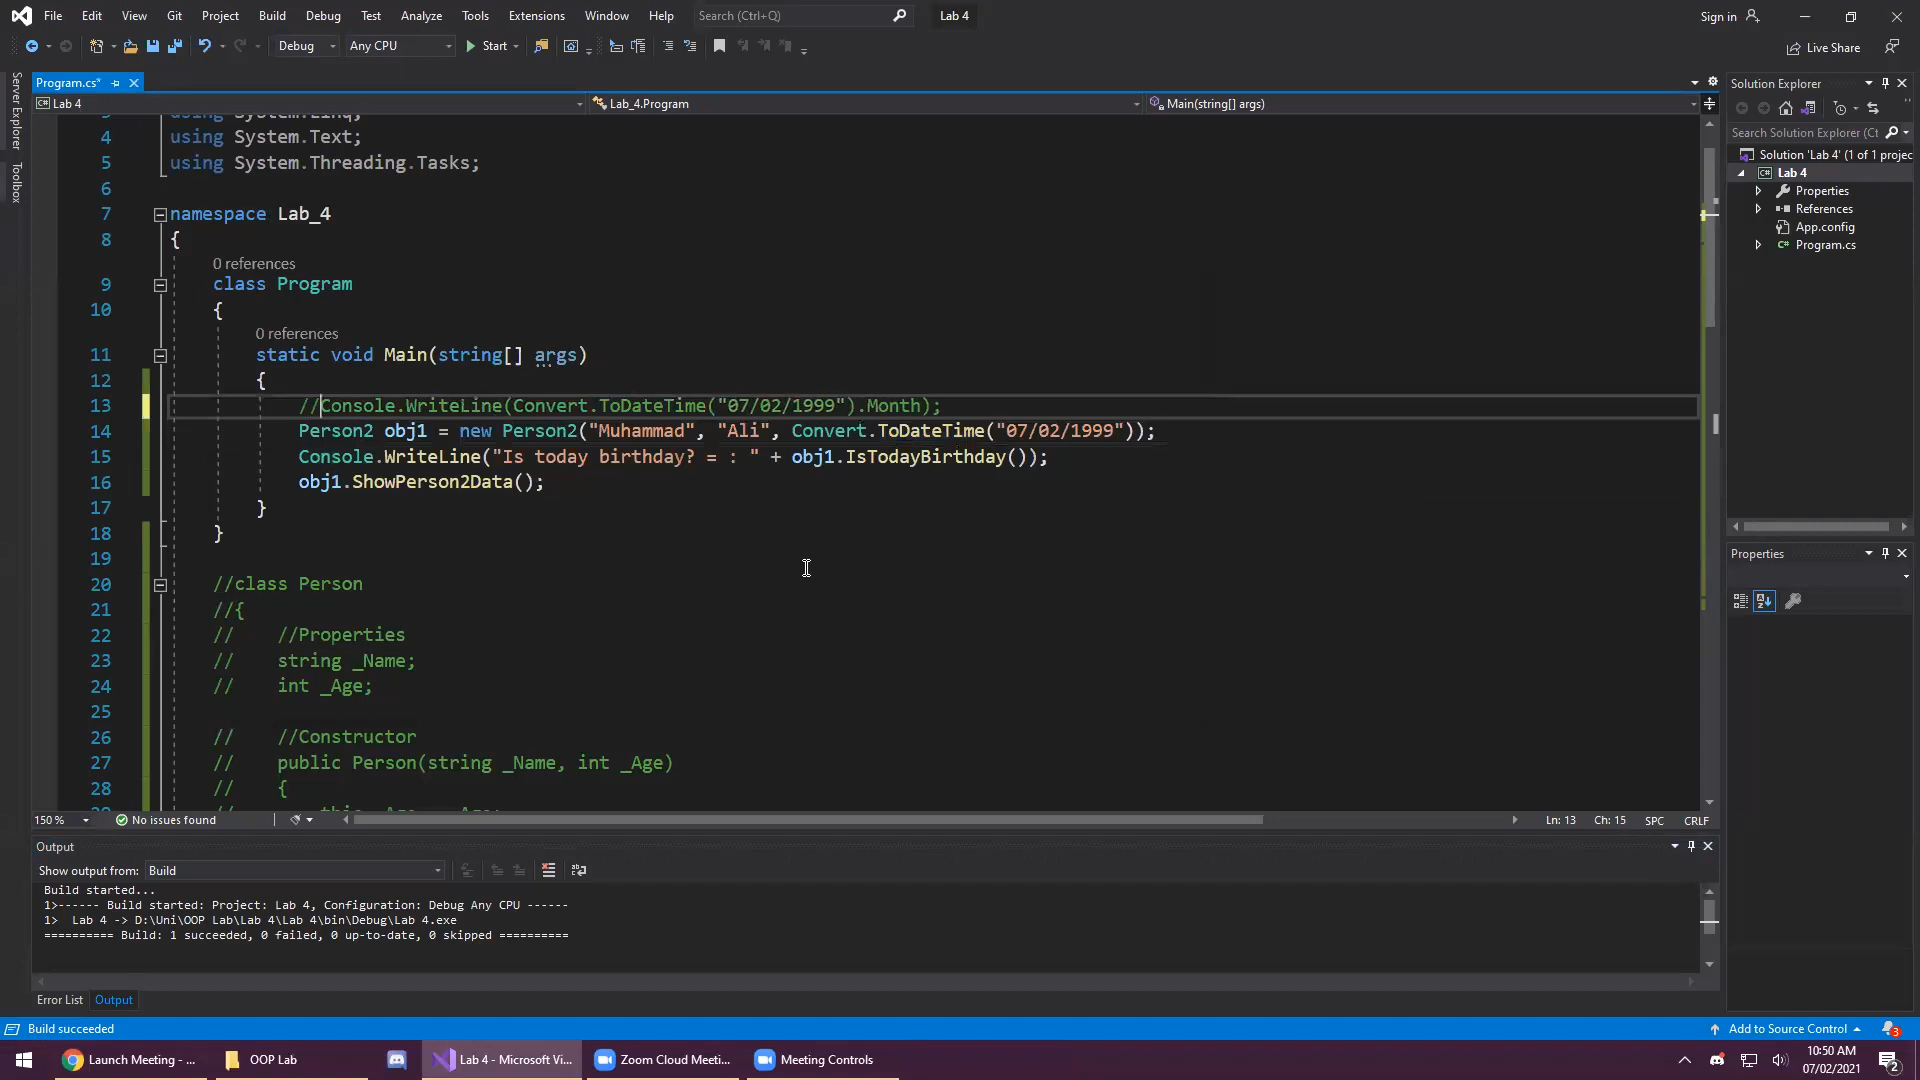 File Edit View Git Project Build Debug Test Analyze Tools Extensions Window Help Search (Ctrl+Q) Lab 4 Sign in
Debug Any CPU Start Live Share
Program.cs*
Lab 4 Lab_4.Program Main(string[] args)
3 using System.Linq;
4 using System.Text;
5 using System.Threading.Tasks;
6
7 namespace Lab_4
8 {
0 references
9 class Program
10 {
0 references
11 static void Main(string[] args)
12 {
13 //Console.WriteLine(Convert.ToDateTime("07/02/1999").Month);
14 Person2 obj1 = new Person2("Muhammad", "Ali", Convert.ToDateTime("07/02/1999"));
15 Console.WriteLine("Is today birthday? = : " + obj1.IsTodayBirthday());
16 obj1.ShowPerson2Data();
17 }
18 }
19
20 //class Person
21 //{
22 // //Properties
23 // string _Name;
24 // int _Age;
25
26 // //Constructor
27 // public Person(string _Name, int _Age)
28 // {
150 % No issues found Ln: 13 Ch: 15 SPC CRLF
Output
Show output from: Build
Build started...
1>------ Build started: Project: Lab 4, Configuration: Debug Any CPU ------
1> Lab 4 -> D:\Uni\OOP Lab\Lab 4\Lab 4\bin\Debug\Lab 4.exe
========== Build: 1 succeeded, 0 failed, 0 up-to-date, 0 skipped ==========
Error List Output
Server Explorer
Toolbox
Solution Explorer
Search Solution Explorer (Ct
Solution 'Lab 4' (1 of 1 projec
Lab 4
Properties
References
App.config
Program.cs
Properties
Build succeeded Add to Source Control 3
Launch Meeting - ... OOP Lab Lab 4 - Microsoft Vi... Zoom Cloud Meeti... Meeting Controls
10:50 AM
07/02/2021
2